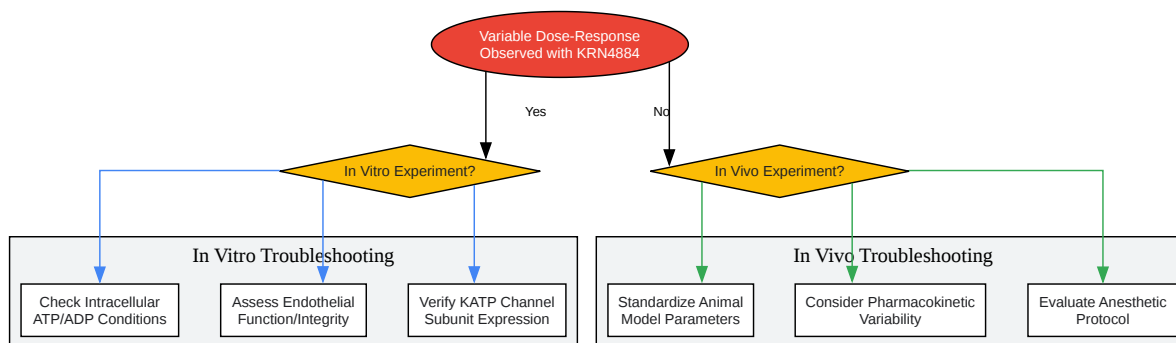 Variable Dose-Response
Observed with KRN4884
Yes
No
In Vitro Experiment?
In Vivo Experiment?
In Vitro Troubleshooting
In Vivo Troubleshooting
Check Intracellular
ATP/ADP Conditions
Assess Endothelial
Function/Integrity
Verify KATP Channel
Subunit Expression
Standardize Animal
Model Parameters
Consider Pharmacokinetic
Variability
Evaluate Anesthetic
Protocol